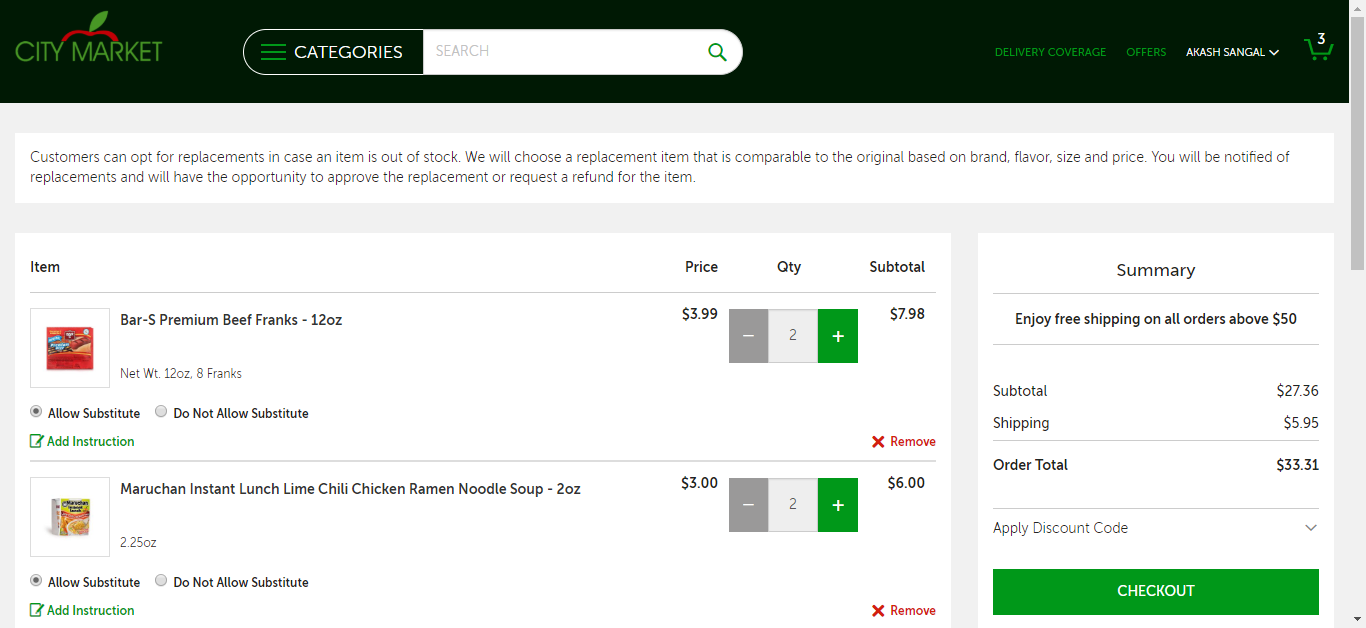 CITY MARKET
CATEGORIES
SEARCH
DELIVERY COVERAGE
OFFERS
AKASH SANGAL
3
Customers can opt for replacements in case an item is out of stock. We will choose a replacement item that is comparable to the original based on brand, flavor, size and price. You will be notified of
replacements and will have the opportunity to approve the replacement or request a refund for the item.
Item Price Qty Subtotal
Bar-S Premium Beef Franks - 12oz $3.99 − 2 + $7.98
Net Wt. 12oz, 8 Franks
Allow Substitute Do Not Allow Substitute
Add Instruction Remove
Maruchan Instant Lunch Lime Chili Chicken Ramen Noodle Soup - 2oz $3.00 − 2 + $6.00
2.25oz
Allow Substitute Do Not Allow Substitute
Add Instruction Remove
Summary
Enjoy free shipping on all orders above $50
Subtotal $27.36
Shipping $5.95
Order Total $33.31
Apply Discount Code
CHECKOUT